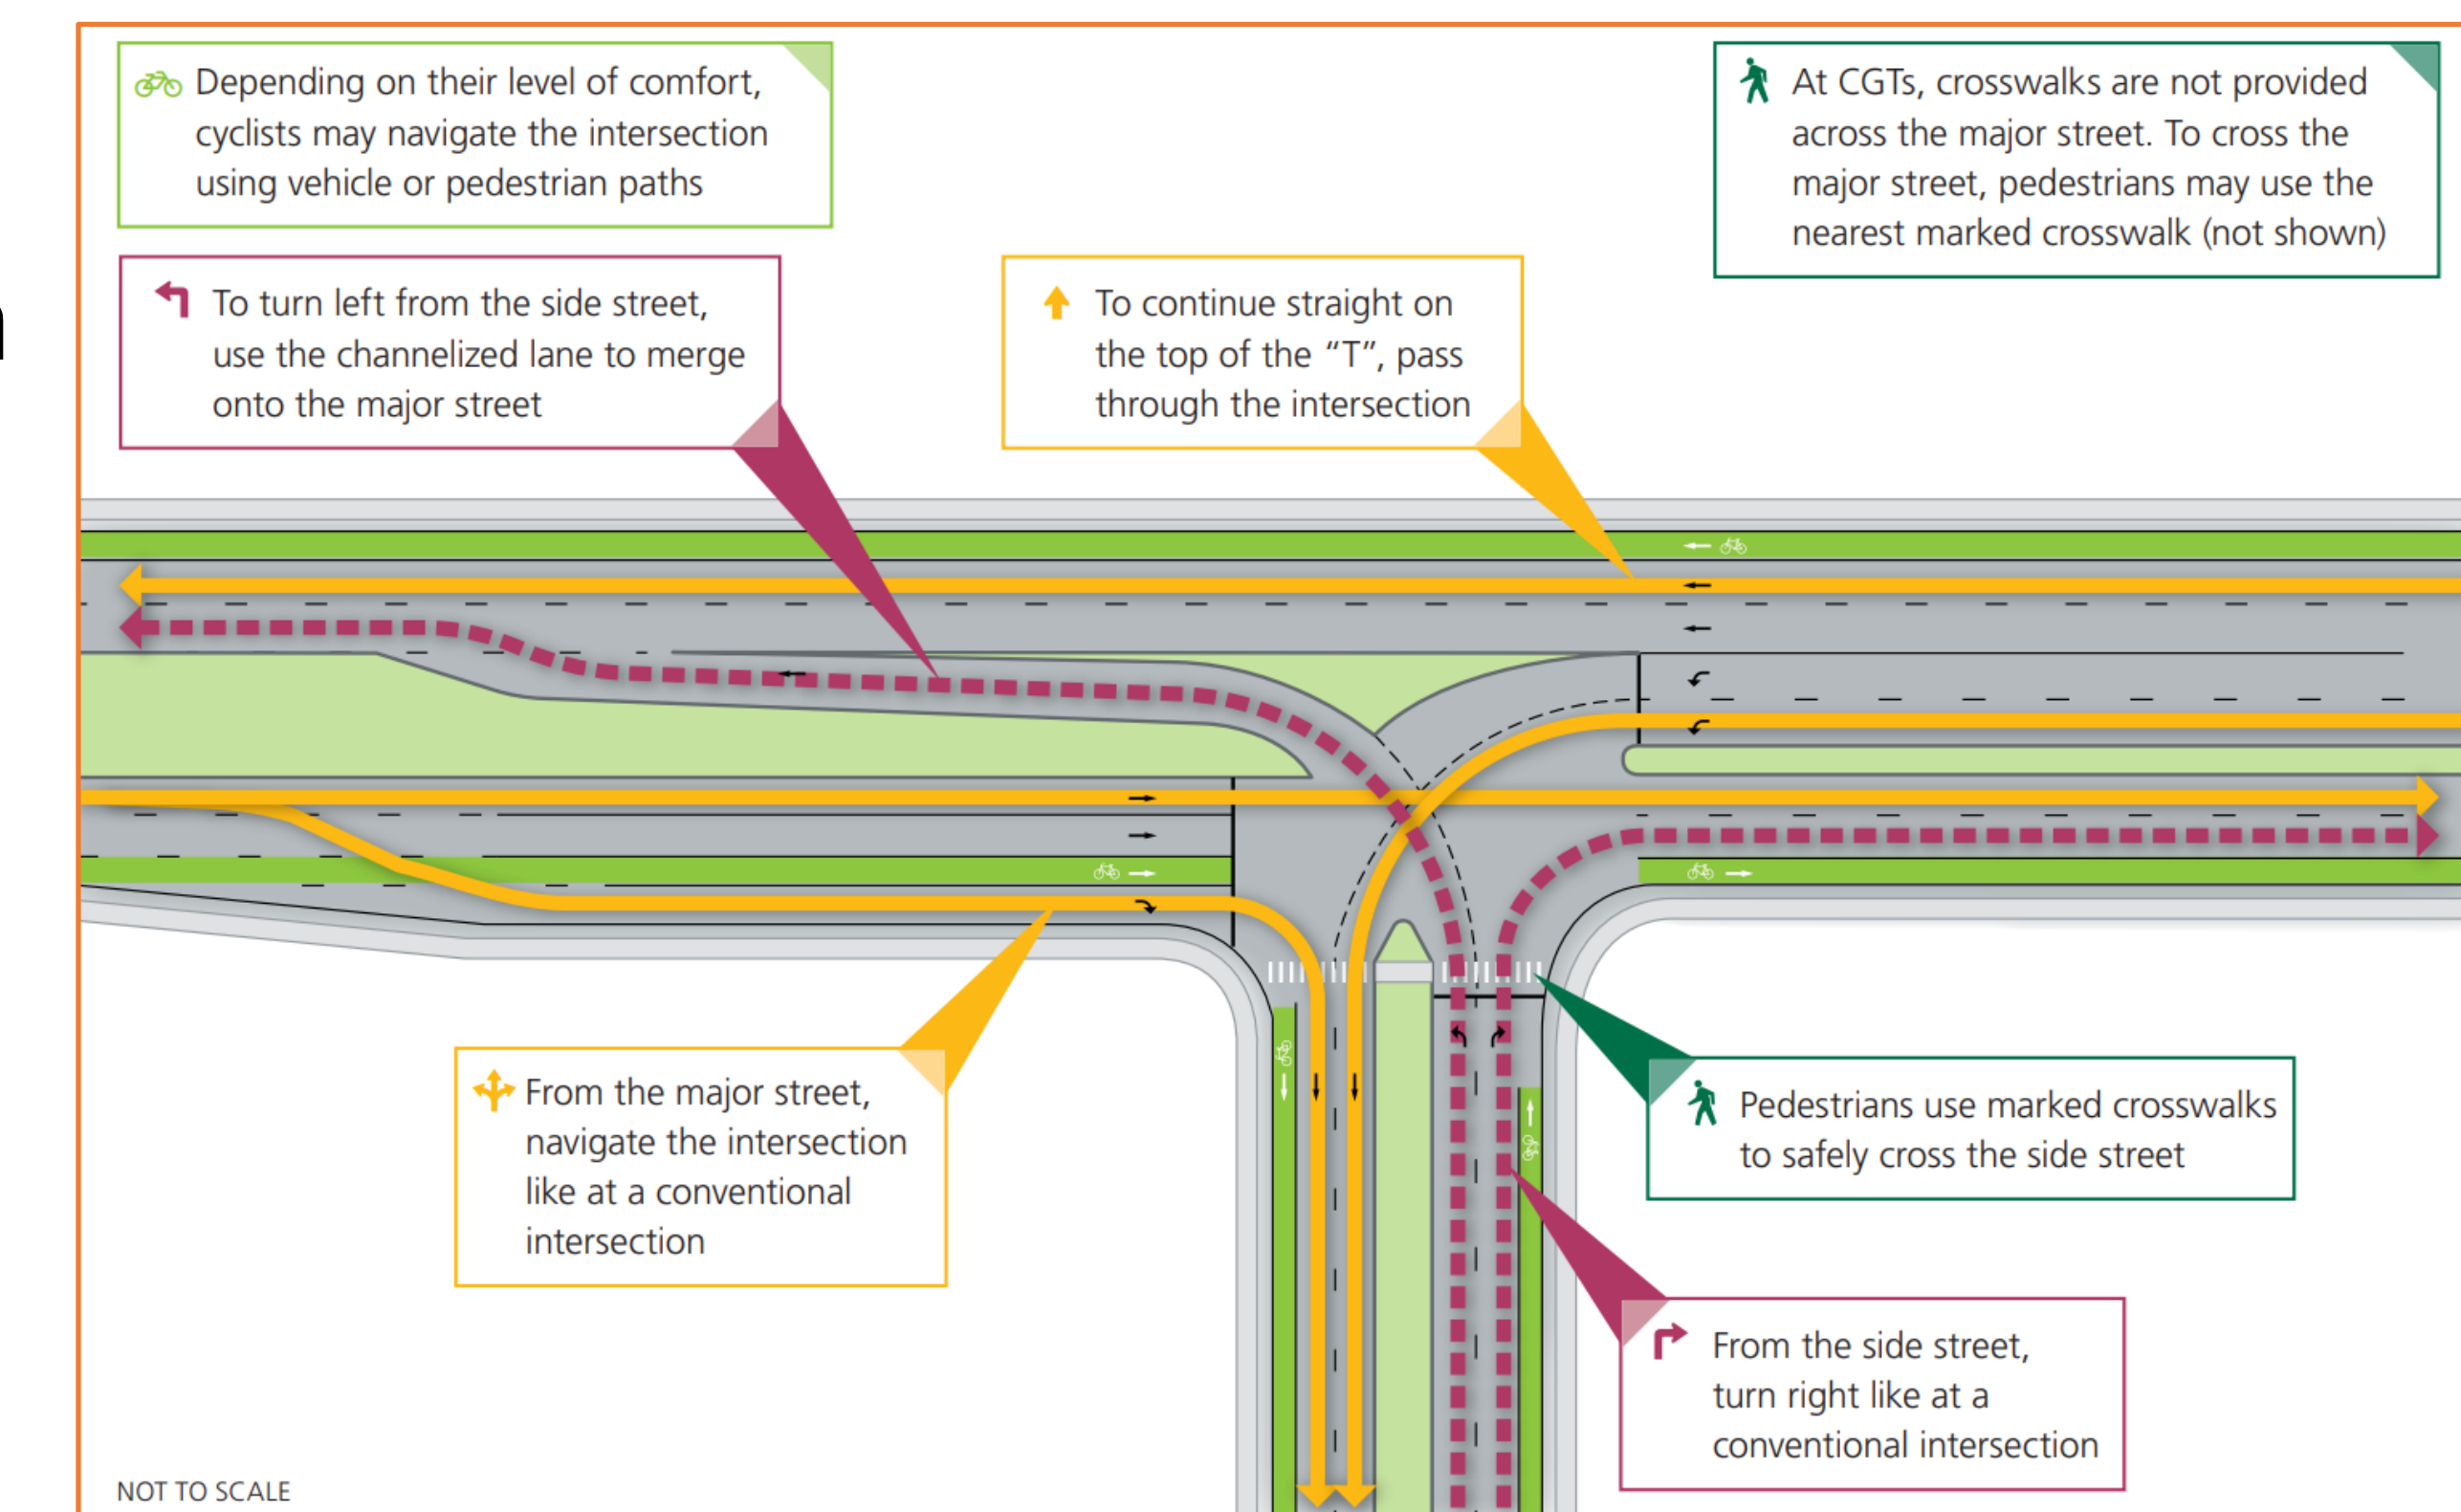 Depending on their level of comfort,
cyclists may navigate the intersection
using vehicle or pedestrian paths
At CGTs, crosswalks are not provided
across the major street. To cross the
major street, pedestrians may use the
nearest marked crosswalk (not shown)
To turn left from the side street,
use the channelized lane to merge
onto the major street
To continue straight on
the top of the “T”, pass
through the intersection
From the major street,
navigate the intersection
like at a conventional
intersection
Pedestrians use marked crosswalks
to safely cross the side street
From the side street,
turn right like at a
conventional intersection
NOT TO SCALE